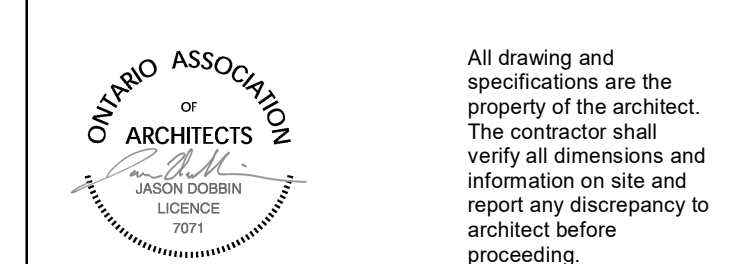 ONTARIO ASSOCIATION
OF
ARCHITECTS
JASON DOBBIN
LICENCE
7071
All drawing and
specifications are the
property of the architect.
The contractor shall
verify all dimensions and
information on site and
report any discrepancy to
architect before
proceeding.